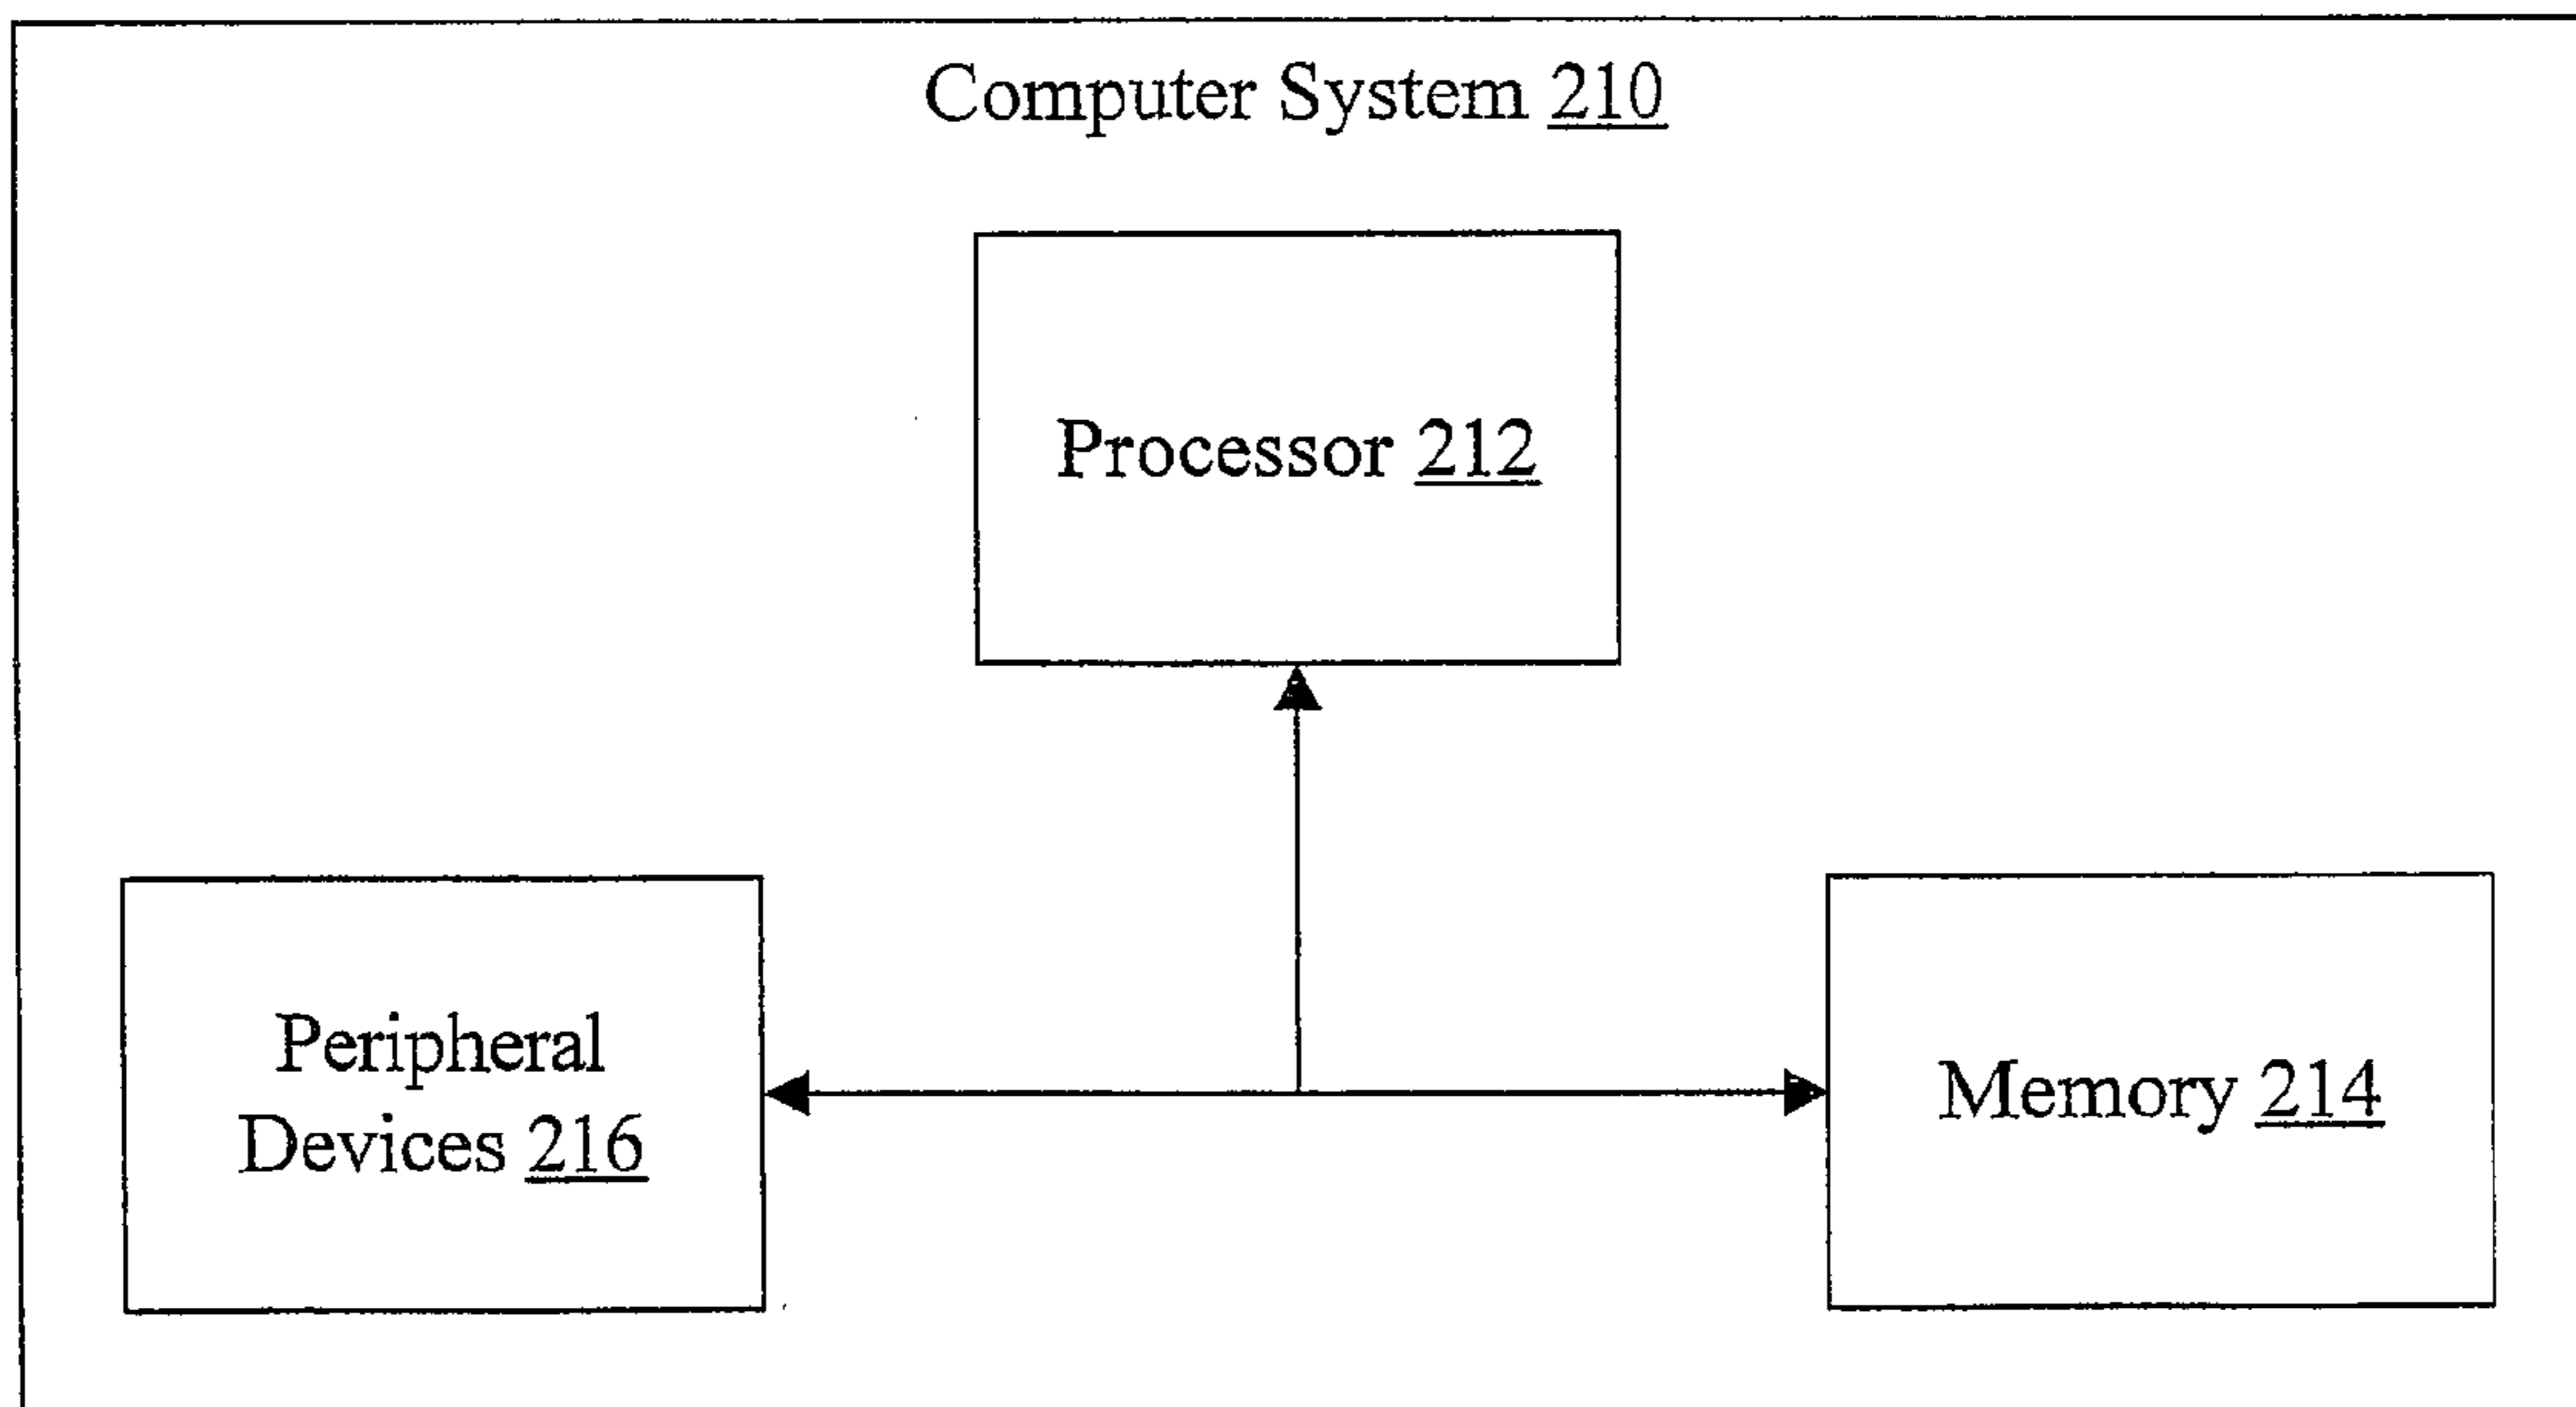 Computer System 210
Processor 212
Peripheral
Devices 216
Memory 214